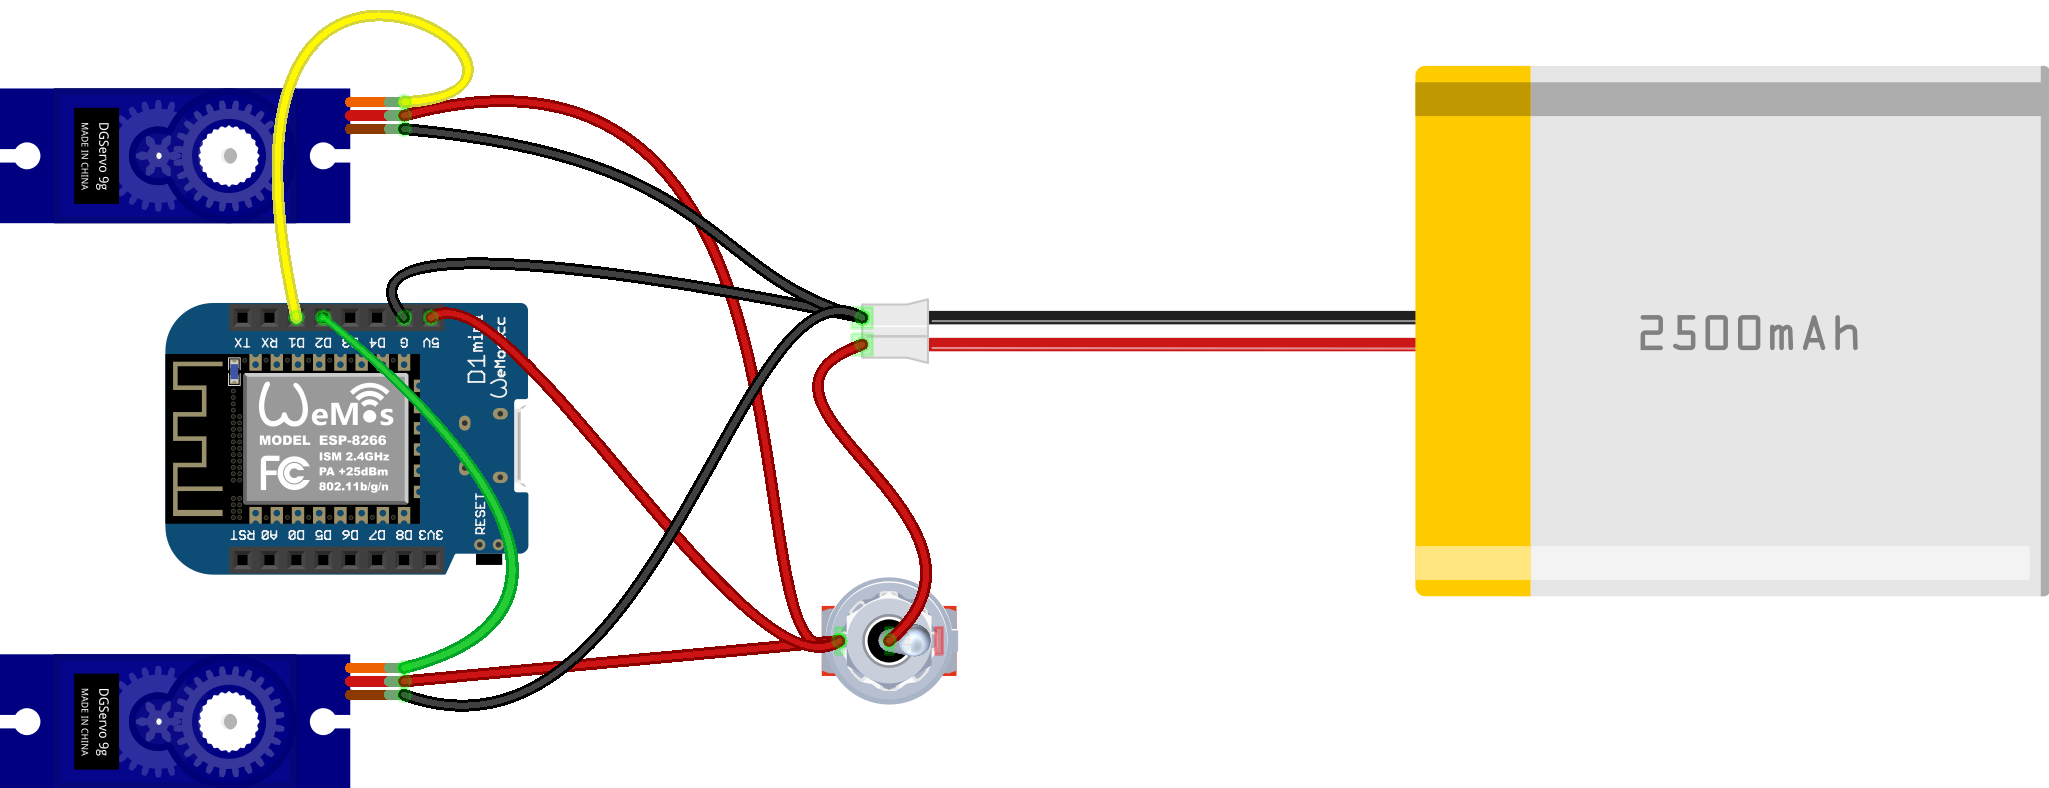 DGServo 9g
MADE IN CHINA
2500mAh
TX RX D1 D2 D4 G 5V
D1 mini
WeMos.cc
WeMos
MODEL ESP-8266
ISM 2.4GHz
FC PA +25dBm
802.11b/g/n
RESET
RST A0 D0 D5 D6 D7 D8 3V3
DGServo 9g
MADE IN CHINA